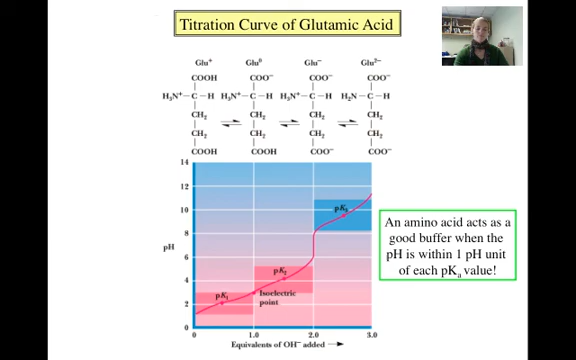 Titration Curve of Glutamic Acid
Glu⁺ Glu⁰ Glu⁻ Glu²⁻
COOH COO⁻ COO⁻ COO⁻
H₃N⁺–C–H H₃N⁺–C–H H₃N⁺–C–H H₂N–C–H
CH₂ CH₂ CH₂ CH₂
CH₂ CH₂ CH₂ CH₂
COOH COOH COO⁻ COO⁻
14
12
10
8
6
4
2
0
pH
pK₁
pK₂
pK₃
Isoelectric
point
0 1.0 2.0 3.0
Equivalents of OH⁻ added
An amino acid acts as a
good buffer when the
pH is within 1 pH unit
of each pKₐ value!